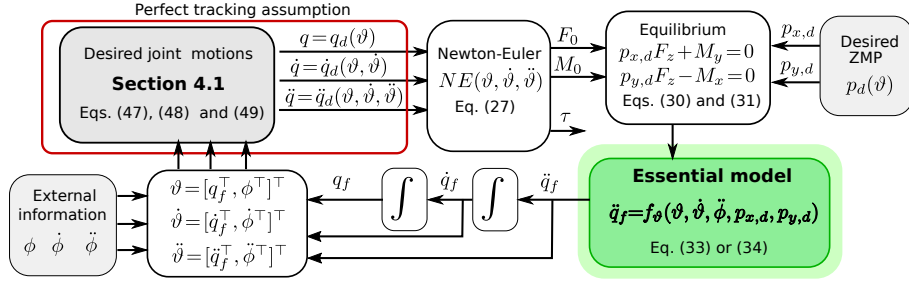 Perfect tracking assumption
Desired joint motions
Section 4.1
Eqs. (47), (48) and (49)
q=q_d(ϑ)
q̇=q̇_d(ϑ, ϑ̇)
q̈=q̈_d(ϑ, ϑ̇, ϑ̈)
Newton-Euler
NE(ϑ, ϑ̇, ϑ̈)
Eq. (27)
F_0
M_0
τ
Equilibrium
p_{x,d}F_z+M_y=0
p_{y,d}F_z−M_x=0
Eqs. (30) and (31)
p_{x,d}
p_{y,d}
Desired
ZMP
p_d(ϑ)
External
information
ϕ ϕ̇ ϕ̈
ϑ=[q_f^⊤, ϕ^⊤]^⊤
ϑ̇=[q̇_f^⊤, ϕ̇^⊤]^⊤
ϑ̈=[q̈_f^⊤, ϕ̈^⊤]^⊤
q_f
∫
q̇_f
∫
q̈_f
Essential model
q̈_f=f_ϑ(ϑ, ϑ̇, ϕ̈, p_{x,d}, p_{y,d})
Eq. (33) or (34)